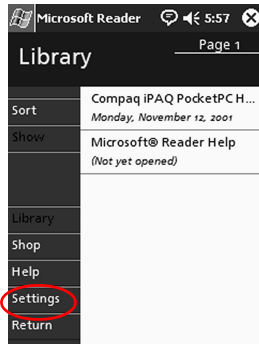 Microsoft Reader 5:57
Page 1
Library
Sort
Show
Library
Shop
Help
Settings
Return
Compaq iPAQ PocketPC H...
Monday, November 12, 2001
Microsoft® Reader Help
(Not yet opened)